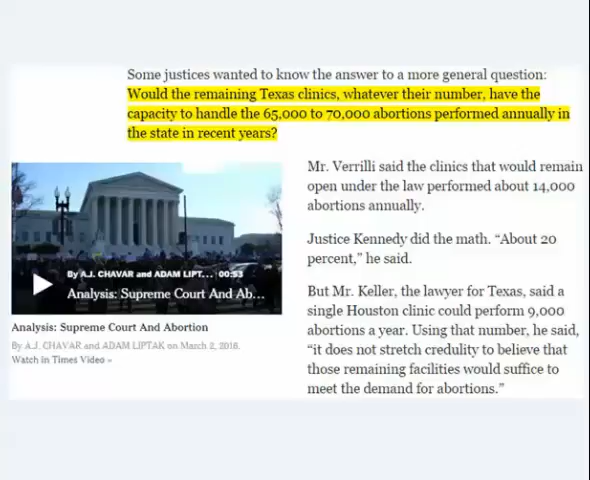 Some justices wanted to know the answer to a more general question:
Would the remaining Texas clinics, whatever their number, have the
capacity to handle the 65,000 to 70,000 abortions performed annually in
the state in recent years?
By A.J. CHAVAR and ADAM LIPT... 00:53
Analysis: Supreme Court And Ab...
Analysis: Supreme Court And Abortion
By A.J. CHAVAR and ADAM LIPTAK on March 2, 2016.
Watch in Times Video »
Mr. Verrilli said the clinics that would remain
open under the law performed about 14,000
abortions annually.
Justice Kennedy did the math. “About 20
percent,” he said.
But Mr. Keller, the lawyer for Texas, said a
single Houston clinic could perform 9,000
abortions a year. Using that number, he said,
“it does not stretch credulity to believe that
those remaining facilities would suffice to
meet the demand for abortions.”